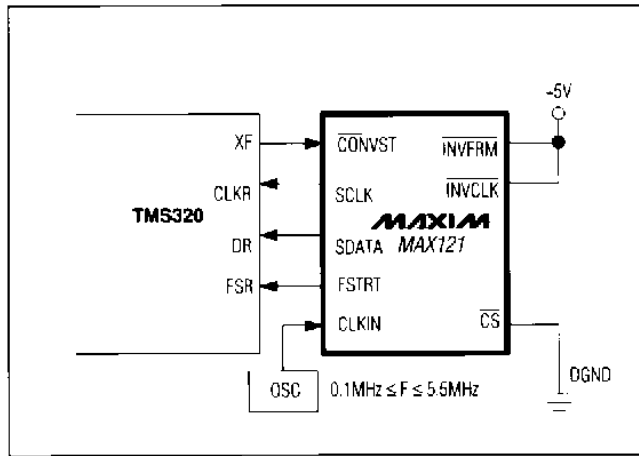 -5V
XF
CONVST
INVFRM
CLKR
SCLK
INVCLK
TMS320
MAXIM
MAX121
DR
SDATA
FSR
FSTRT
CLKIN
CS
OSC
0.1MHz ≤ F ≤ 5.5MHz
DGND